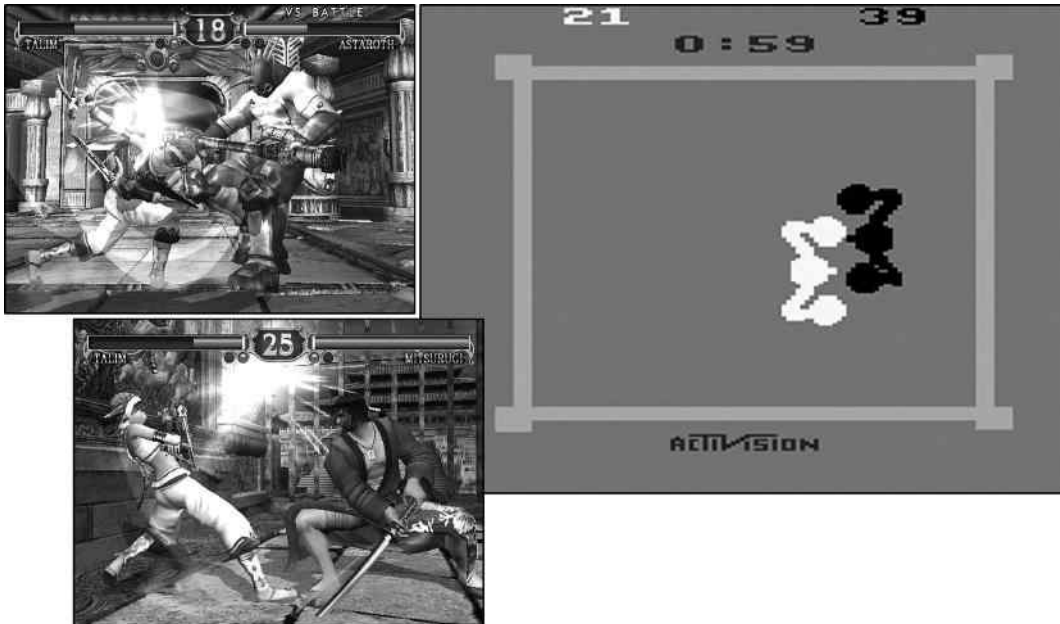 VS BATTLE
18
TALIM ASTAROTH
21 39
0:59
ACTIVISION
25
TALIM MITSURUGI